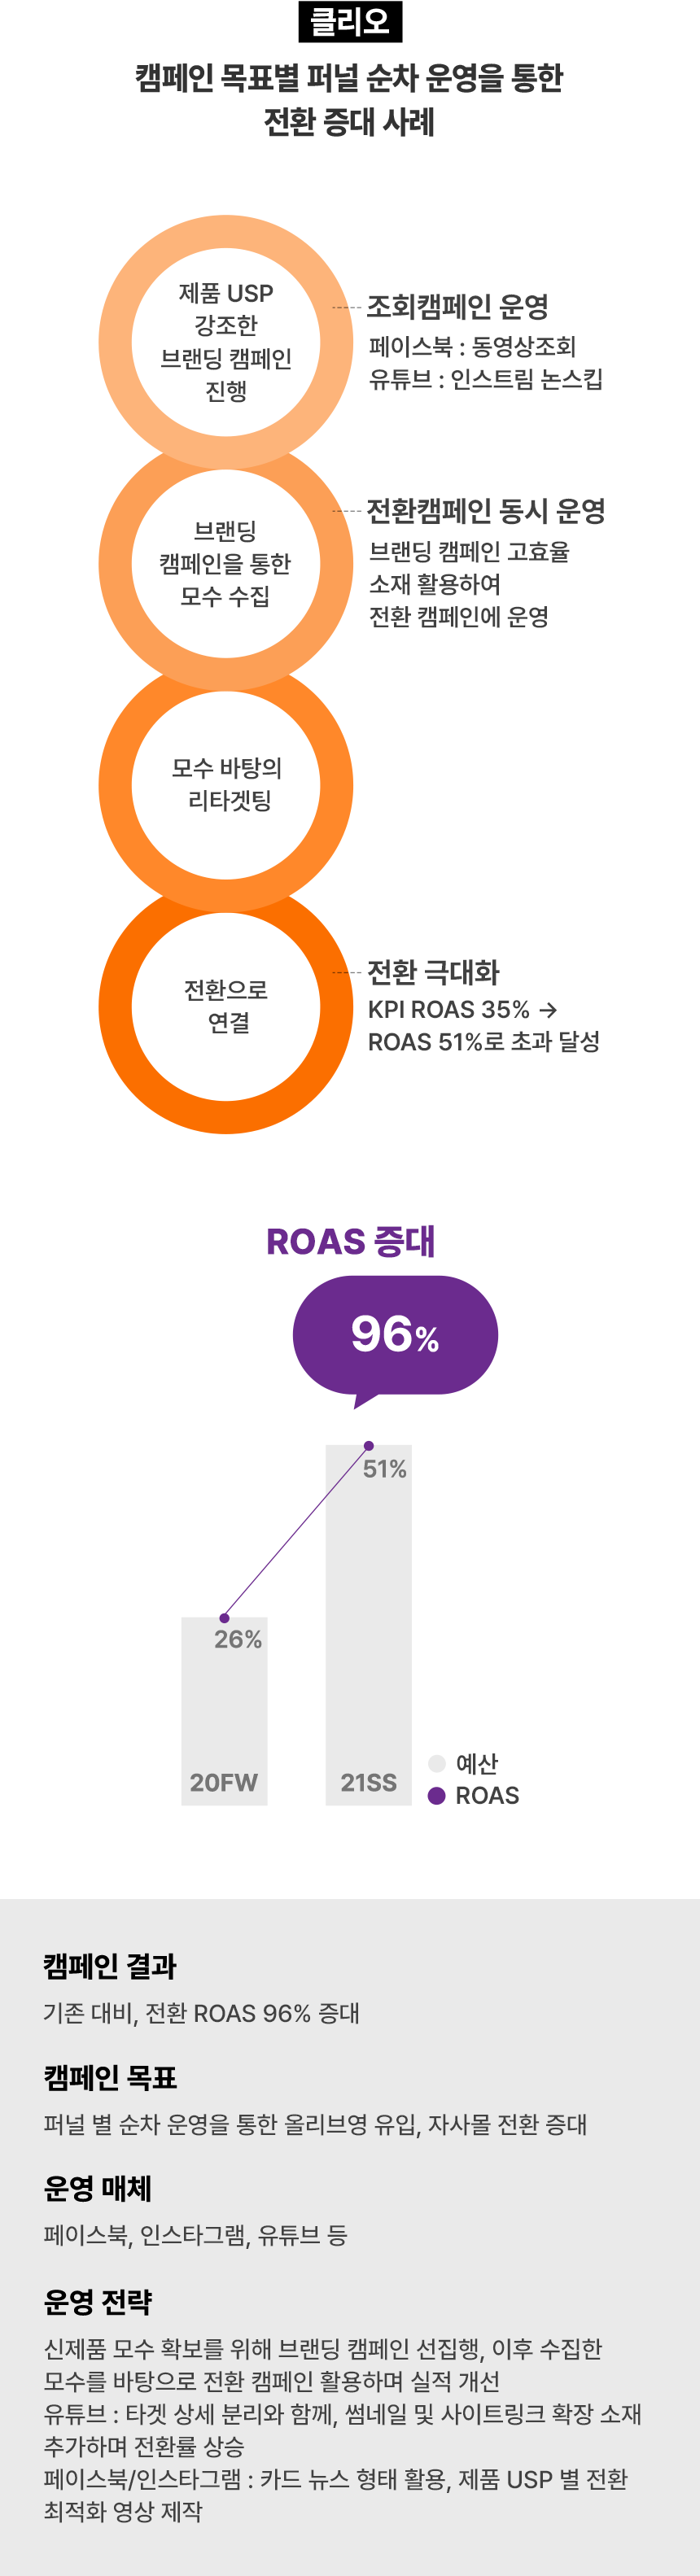 클리오
캠페인 목표별 퍼널 순차 운영을 통한
전환 증대 사례
제품 USP
강조한
브랜딩 캠페인
진행
조회캠페인 운영
페이스북 : 동영상조회
유튜브 : 인스트림 논스킵
브랜딩
캠페인을 통한
모수 수집
전환캠페인 동시 운영
브랜딩 캠페인 고효율
소재 활용하여
전환 캠페인에 운영
모수 바탕의
리타겟팅
전환으로
연결
전환 극대화
KPI ROAS 35% →
ROAS 51%로 초과 달성
ROAS 증대
96%
51%
26%
20FW
21SS
예산
ROAS
캠페인 결과
기존 대비, 전환 ROAS 96% 증대
캠페인 목표
퍼널 별 순차 운영을 통한 올리브영 유입, 자사몰 전환 증대
운영 매체
페이스북, 인스타그램, 유튜브 등
운영 전략
신제품 모수 확보를 위해 브랜딩 캠페인 선집행, 이후 수집한
모수를 바탕으로 전환 캠페인 활용하며 실적 개선
유튜브 : 타겟 상세 분리와 함께, 썸네일 및 사이트링크 확장 소재
추가하며 전환률 상승
페이스북/인스타그램 : 카드 뉴스 형태 활용, 제품 USP 별 전환
최적화 영상 제작